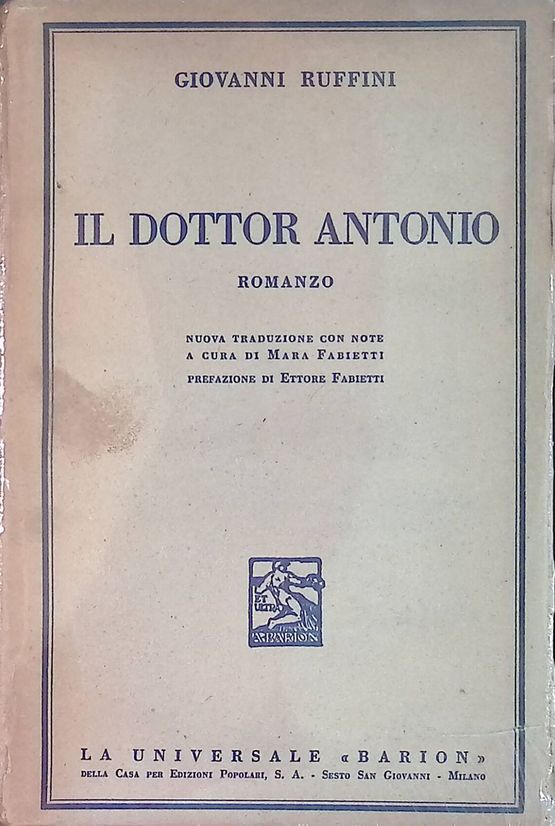 GIOVANNI RUFFINI
IL DOTTOR ANTONIO
ROMANZO
NUOVA TRADUZIONE CON NOTE
A CURA DI MARA FABIETTI
PREFAZIONE DI ETTORE FABIETTI
ET
ULTRA
A·BARION
LA UNIVERSALE «BARION»
DELLA CASA PER EDIZIONI POPOLARI, S. A. - SESTO SAN GIOVANNI - MILANO